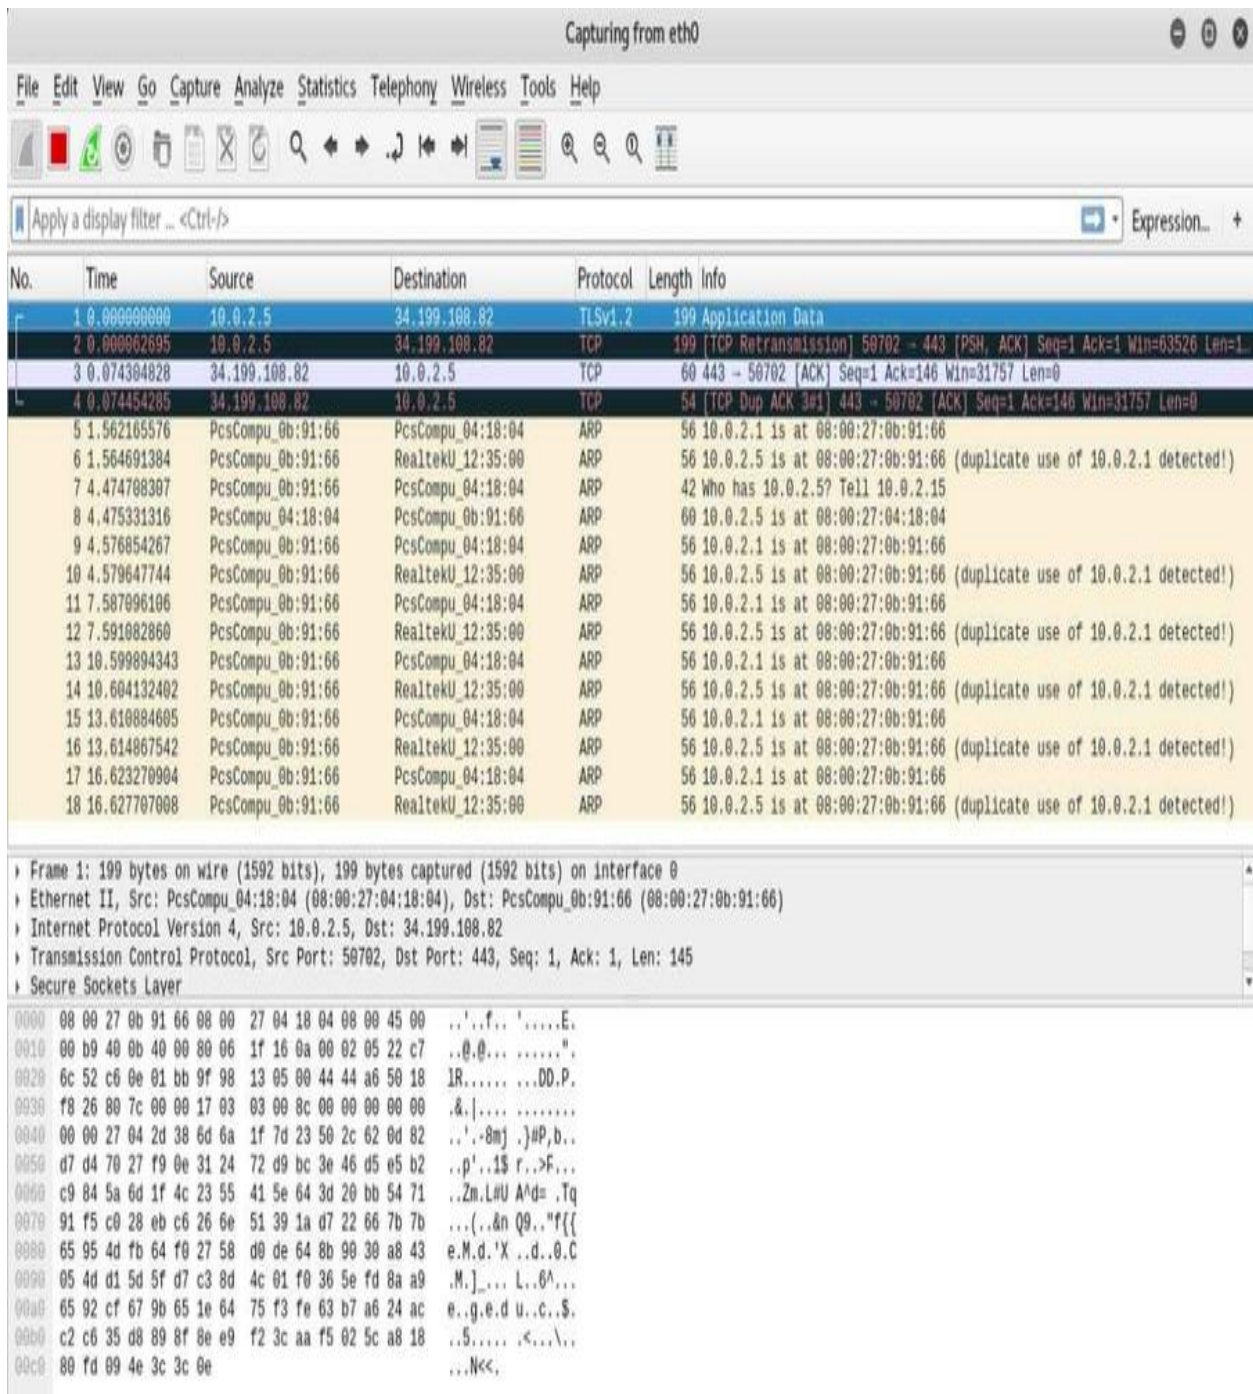 Capturing from eth0
File Edit View Go Capture Analyze Statistics Telephony Wireless Tools Help
Apply a display filter ... <Ctrl-/> Expression... +
No. Time Source Destination Protocol Length Info
1 0.000000000 10.0.2.5 34.199.108.82 TLSv1.2 199 Application Data
2 0.000062695 10.0.2.5 34.199.108.82 TCP 199 [TCP Retransmission] 50702 → 443 [PSH, ACK] Seq=1 Ack=1 Win=63526 Len=1…
3 0.074304828 34.199.108.82 10.0.2.5 TCP 60 443 → 50702 [ACK] Seq=1 Ack=146 Win=31757 Len=0
4 0.074454285 34.199.108.82 10.0.2.5 TCP 54 [TCP Dup ACK 3#1] 443 → 50702 [ACK] Seq=1 Ack=146 Win=31757 Len=0
5 1.562165576 PcsCompu_0b:91:66 PcsCompu_04:18:04 ARP 56 10.0.2.1 is at 08:00:27:0b:91:66
6 1.564691384 PcsCompu_0b:91:66 RealtekU_12:35:00 ARP 56 10.0.2.5 is at 08:00:27:0b:91:66 (duplicate use of 10.0.2.1 detected!)
7 4.474708307 PcsCompu_0b:91:66 PcsCompu_04:18:04 ARP 42 Who has 10.0.2.5? Tell 10.0.2.15
8 4.475331316 PcsCompu_04:18:04 PcsCompu_0b:91:66 ARP 60 10.0.2.5 is at 08:00:27:04:18:04
9 4.576854267 PcsCompu_0b:91:66 PcsCompu_04:18:04 ARP 56 10.0.2.1 is at 08:00:27:0b:91:66
10 4.579647744 PcsCompu_0b:91:66 RealtekU_12:35:00 ARP 56 10.0.2.5 is at 08:00:27:0b:91:66 (duplicate use of 10.0.2.1 detected!)
11 7.587096106 PcsCompu_0b:91:66 PcsCompu_04:18:04 ARP 56 10.0.2.1 is at 08:00:27:0b:91:66
12 7.591082860 PcsCompu_0b:91:66 RealtekU_12:35:00 ARP 56 10.0.2.5 is at 08:00:27:0b:91:66 (duplicate use of 10.0.2.1 detected!)
13 10.599894343 PcsCompu_0b:91:66 PcsCompu_04:18:04 ARP 56 10.0.2.1 is at 08:00:27:0b:91:66
14 10.604132402 PcsCompu_0b:91:66 RealtekU_12:35:00 ARP 56 10.0.2.5 is at 08:00:27:0b:91:66 (duplicate use of 10.0.2.1 detected!)
15 13.610884605 PcsCompu_0b:91:66 PcsCompu_04:18:04 ARP 56 10.0.2.1 is at 08:00:27:0b:91:66
16 13.614867542 PcsCompu_0b:91:66 RealtekU_12:35:00 ARP 56 10.0.2.5 is at 08:00:27:0b:91:66 (duplicate use of 10.0.2.1 detected!)
17 16.623270904 PcsCompu_0b:91:66 PcsCompu_04:18:04 ARP 56 10.0.2.1 is at 08:00:27:0b:91:66
18 16.627707008 PcsCompu_0b:91:66 RealtekU_12:35:00 ARP 56 10.0.2.5 is at 08:00:27:0b:91:66 (duplicate use of 10.0.2.1 detected!)
Frame 1: 199 bytes on wire (1592 bits), 199 bytes captured (1592 bits) on interface 0
Ethernet II, Src: PcsCompu_04:18:04 (08:00:27:04:18:04), Dst: PcsCompu_0b:91:66 (08:00:27:0b:91:66)
Internet Protocol Version 4, Src: 10.0.2.5, Dst: 34.199.108.82
Transmission Control Protocol, Src Port: 50702, Dst Port: 443, Seq: 1, Ack: 1, Len: 145
Secure Sockets Layer
0000 08 00 27 0b 91 66 08 00 27 04 18 04 08 00 45 00 ..'..f.. '.....E.
0010 00 b9 40 0b 40 00 80 06 1f 16 0a 00 02 05 22 c7 ..@.@... ......".
0020 6c 52 c6 0e 01 bb 9f 98 13 05 00 44 44 a6 50 18 lR...... ...DD.P.
0030 f8 26 80 7c 00 00 17 03 03 00 8c 00 00 00 00 00 .&.|.... ........
0040 00 00 27 04 2d 38 6d 6a 1f 7d 23 50 2c 62 0d 82 ..'.-8mj .}#P,b..
0050 d7 d4 70 27 f9 0e 31 24 72 d9 bc 3e 46 d5 e5 b2 ..p'..1$ r..>F...
0060 c9 84 5a 6d 1f 4c 23 55 41 5e 64 3d 20 bb 54 71 ..Zm.L#U A^d= .Tq
0070 91 f5 c0 28 eb c6 26 6e 51 39 1a d7 22 66 7b 7b ...(..&n Q9.."f{{
0080 65 95 4d fb 64 f0 27 58 d0 de 64 8b 90 30 a8 43 e.M.d.'X ..d..0.C
0090 05 4d d1 5d 5f d7 c3 8d 4c 01 f0 36 5e fd 8a a9 .M.]_... L..6^...
00a0 65 92 cf 67 9b 65 1e 64 75 f3 fe 63 b7 a6 24 ac e..g.e.d u..c..$.
00b0 c2 c6 35 d8 89 8f 8e e9 f2 3c aa f5 02 5c a8 18 ..5..... .<...\..
00c0 80 fd 09 4e 3c 3c 0e ...N<<.